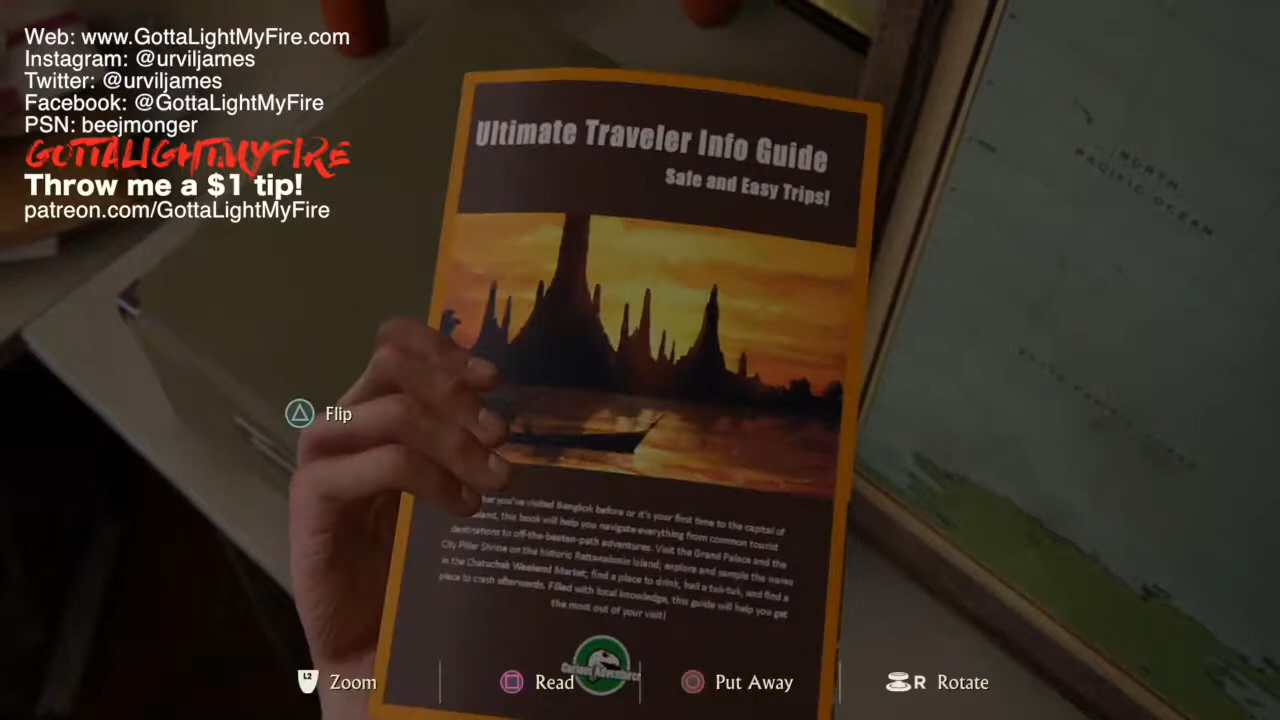 Web: www.GottaLightMyFire.com
Instagram: @urviljames
Twitter: @urviljames
Facebook: @GottaLightMyFire
PSN: beejmonger
GOTTALIGHTMYFIRE
Throw me a $1 tip!
patreon.com/GottaLightMyFire
Ultimate Traveler Info Guide
Safe and Easy Trips!
NORTH
PACIFIC OCEAN
Flip
you've visited Bangkok before or it's your first time to the capital of
this book will help you navigate everything from common tourist
destinations to off-the-beaten-path adventures. Visit the Grand Palace and the
City Pillar Shrine on the historic Rattanakosin Island; explore and sample the wares
in the Chatuchak Weekend Market; find a place to drink, hail a tuk-tuk, and find a
place to crash afterwards. Filled with local knowledge, this guide will help you get
the most out of your visit!
Curious Adventurer
L2 Zoom
Read
Put Away
R Rotate